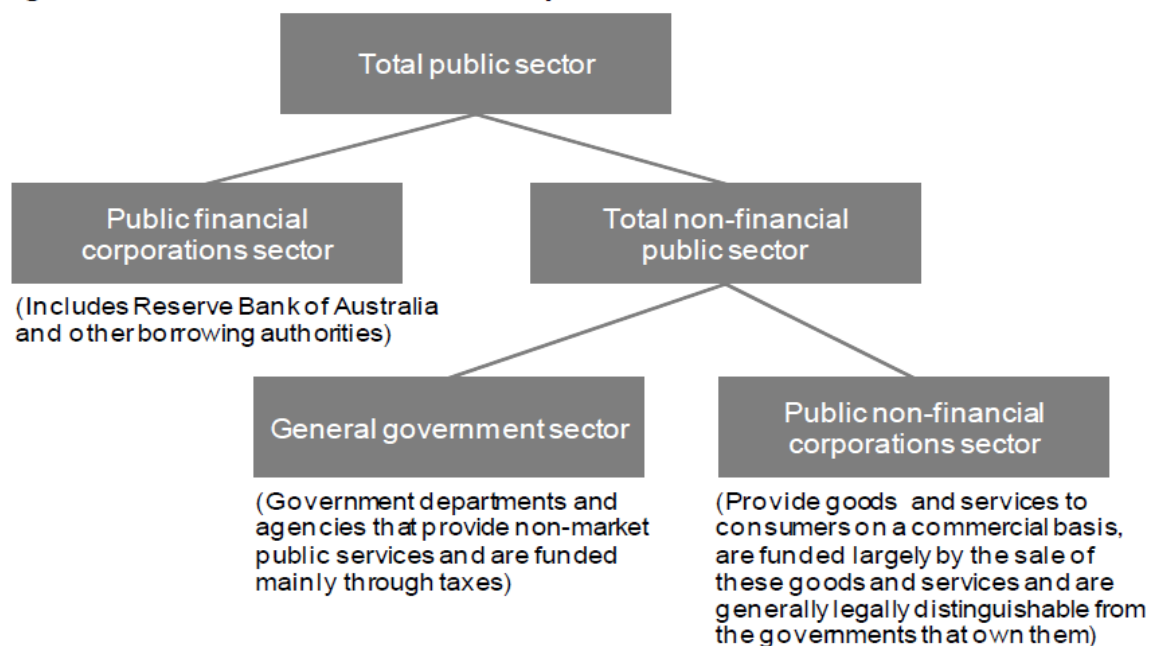 Total public sector
Public financial
corporations sector
Total non-financial
public sector
(Includes Reserve Bank of Australia
and other borrowing authorities)
General government sector
Public non-financial
corporations sector
(Government departments and
agencies that provide non-market
public services and are funded
mainly through taxes)
(Provide goods and services to
consumers on a commercial basis,
are funded largely by the sale of
these goods and services and are
generally legally distinguishable from
the governments that own them)